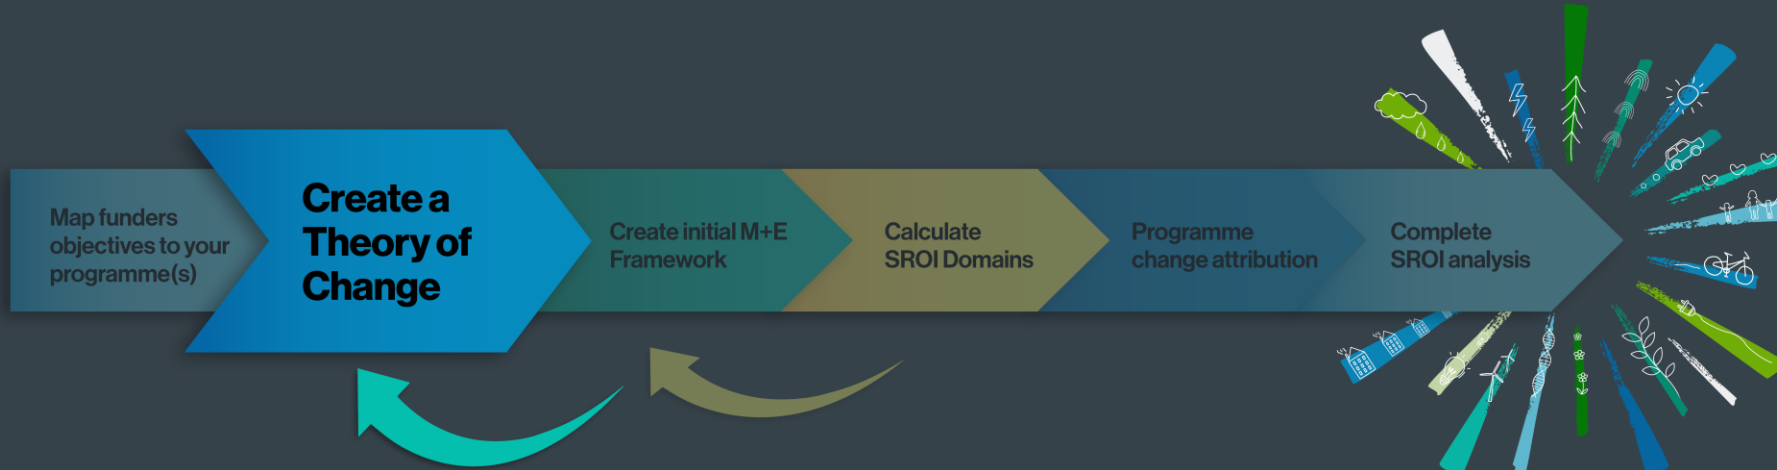 Map funders
objectives to your
programme(s)
Create a
Theory of
Change
Create initial M+E
Framework
Calculate
SROI Domains
Programme
change attribution
Complete
SROI analysis